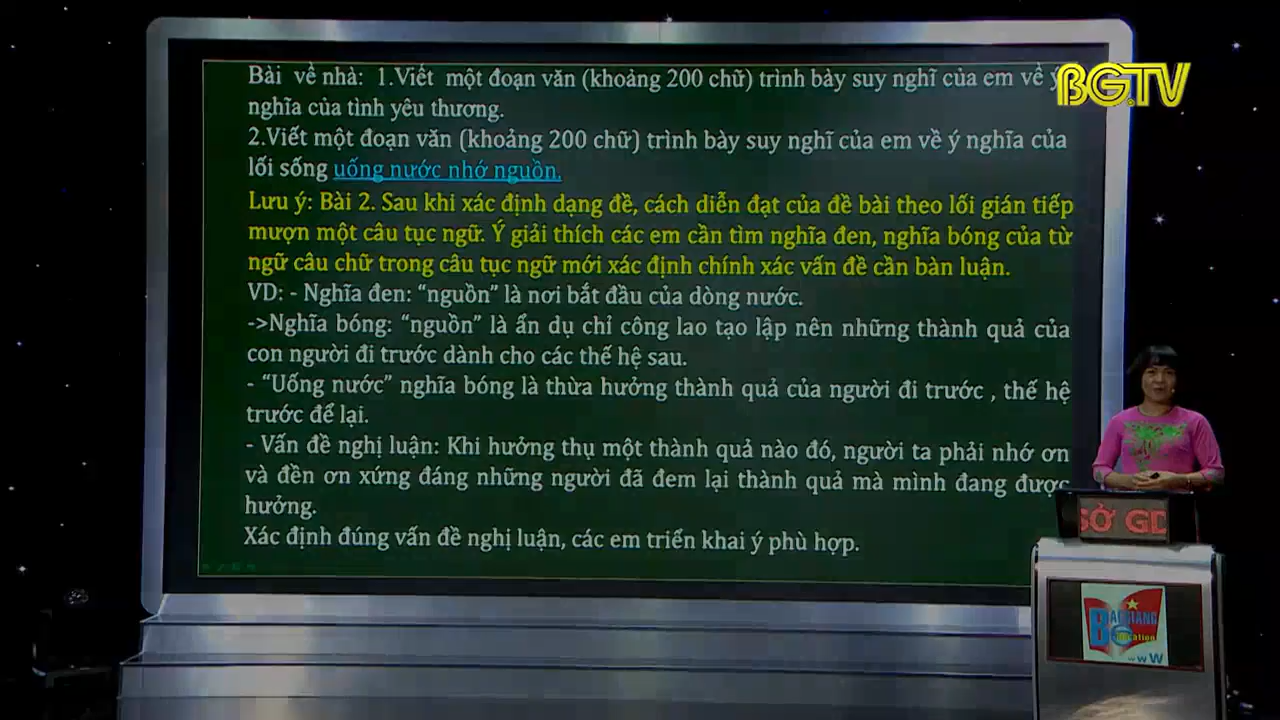 Bài về nhà: 1.Viết một đoạn văn (khoảng 200 chữ) trình bày suy nghĩ của em về ý
nghĩa của tình yêu thương.
2.Viết một đoạn văn (khoảng 200 chữ) trình bày suy nghĩ của em về ý nghĩa của
lối sống uống nước nhớ nguồn.
Lưu ý: Bài 2. Sau khi xác định dạng đề, cách diễn đạt của đề bài theo lối gián tiếp
mượn một câu tục ngữ. Ý giải thích các em cần tìm nghĩa đen, nghĩa bóng của từ
ngữ câu chữ trong câu tục ngữ mới xác định chính xác vấn đề cần bàn luận.
VD: - Nghĩa đen: “nguồn” là nơi bắt đầu của dòng nước.
->Nghĩa bóng: “nguồn” là ẩn dụ chỉ công lao tạo lập nên những thành quả của
con người đi trước dành cho các thế hệ sau.
- “Uống nước” nghĩa bóng là thừa hưởng thành quả của người đi trước , thế hệ
trước để lại.
- Vấn đề nghị luận: Khi hưởng thụ một thành quả nào đó, người ta phải nhớ ơn
và đền ơn xứng đáng những người đã đem lại thành quả mà mình đang được
hưởng.
Xác định đúng vấn đề nghị luận, các em triển khai ý phù hợp.
BGTV
SỞ GD
www